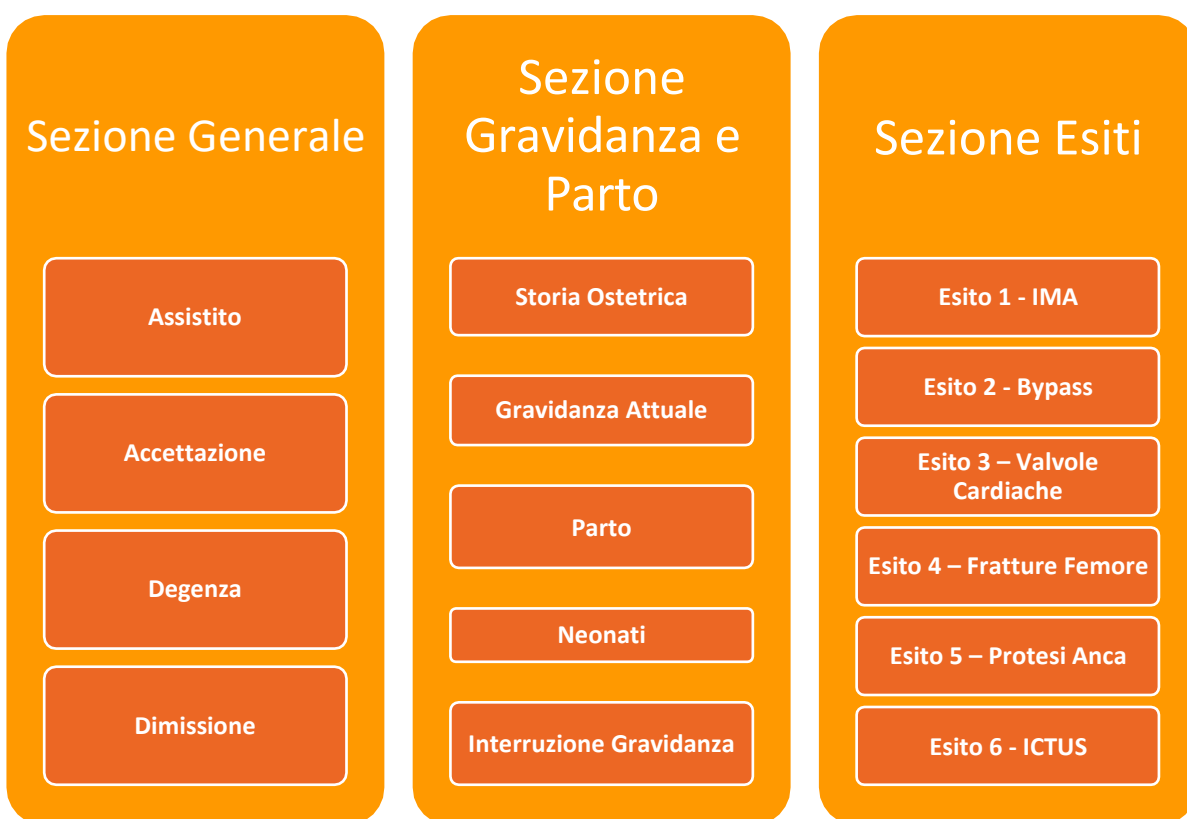 Sezione Generale
Assistito
Accettazione
Degenza
Dimissione
Sezione
Gravidanza e
Parto
Storia Ostetrica
Gravidanza Attuale
Parto
Neonati
Interruzione Gravidanza
Sezione Esiti
Esito 1 - IMA
Esito 2 - Bypass
Esito 3 – Valvole
Cardiache
Esito 4 – Fratture Femore
Esito 5 – Protesi Anca
Esito 6 - ICTUS